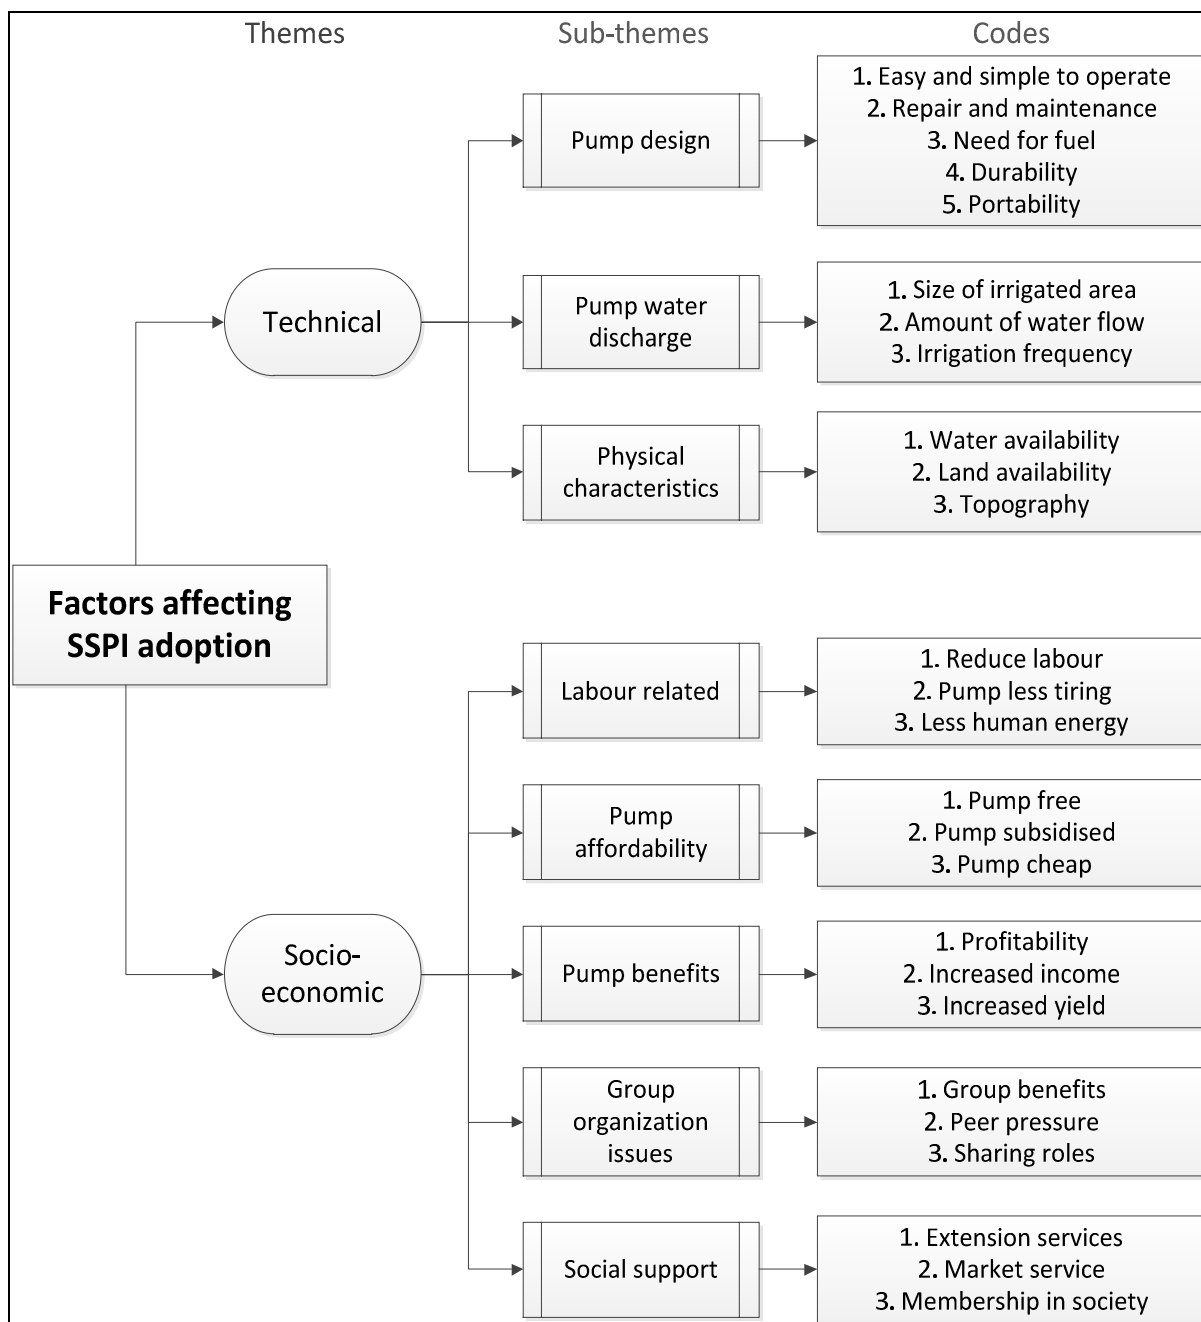 Themes
Sub-themes
Codes
Pump design
1. Easy and simple to operate
2. Repair and maintenance
3. Need for fuel
4. Durability
5. Portability
Technical
Pump water
discharge
1. Size of irrigated area
2. Amount of water flow
3. Irrigation frequency
Physical
characteristics
1. Water availability
2. Land availability
3. Topography
Factors affecting
SSPI adoption
Labour related
1. Reduce labour
2. Pump less tiring
3. Less human energy
Pump
affordability
1. Pump free
2. Pump subsidised
3. Pump cheap
Socio-
economic
Pump benefits
1. Profitability
2. Increased income
3. Increased yield
Group
organization
issues
1. Group benefits
2. Peer pressure
3. Sharing roles
Social support
1. Extension services
2. Market service
3. Membership in society